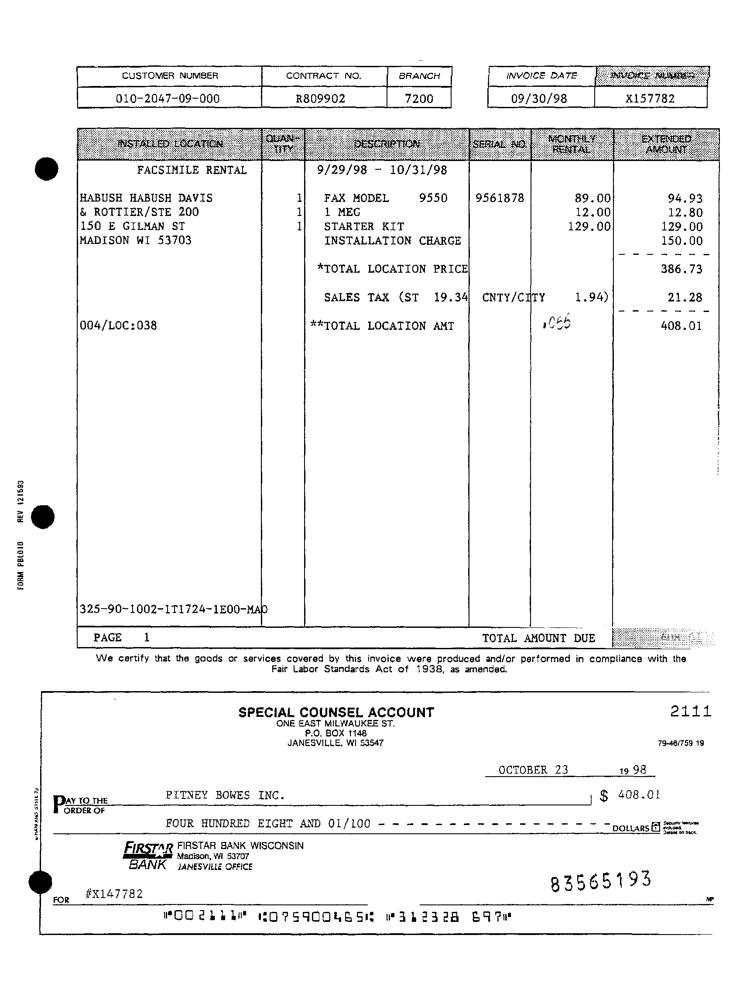 CUSTOMER NUMBER CONTRACT NO. BRANCH INVOICE DATE INVOICE NUMBER
010-2047-09-000 R809902 7200 09/30/98 X157782
INSTALLED LOCATION QUAN-TITY DESCRIPTION SERIAL NO. MONTHLY RENTAL EXTENDED AMOUNT
FACSIMILE RENTAL 9/29/98 - 10/31/98
HABUSH HABUSH DAVIS 1 FAX MODEL 9550 9561878 89.00 94.93
& ROTTIER/STE 200 1 1 MEG 12.00 12.80
150 E GILMAN ST 1 STARTER KIT 129.00 129.00
MADISON WI 53703 INSTALLATION CHARGE 150.00
*TOTAL LOCATION PRICE 386.73
SALES TAX (ST 19.34 CNTY/CITY 1.94) 21.28
004/LOC:038 **TOTAL LOCATION AMT .055 408.01
FORM PBLD1D REV 121593
325-90-1002-1T1724-1E00-MAO
PAGE 1 TOTAL AMOUNT DUE
We certify that the goods or services covered by this invoice were produced and/or performed in compliance with the
Fair Labor Standards Act of 1938, as amended.
SPECIAL COUNSEL ACCOUNT 2111
ONE EAST MILWAUKEE ST.
P.O. BOX 1148
JANESVILLE, WI 53547
79-46/759 19
OCTOBER 23 19 98
PAY TO THE ORDER OF PITNEY BOWES INC. $ 408.01
FOUR HUNDRED EIGHT AND 01/100 - - - - - - - - - - - - - - - - - DOLLARS
FIRSTAR BANK FIRSTAR BANK WISCONSIN
Madison, WI 53707
JANESVILLE OFFICE
83565193
FOR #X147782 MP
⑈002111⑈ ⑆075900465⑆ ⑈312328 697⑈